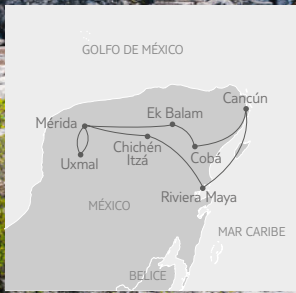 GOLFO DE MÉXICO
Cancún
Ek Balam
Mérida
Chichén
Itzá
Cobá
Uxmal
Riviera Maya
MÉXICO
MAR CARIBE
BELICE